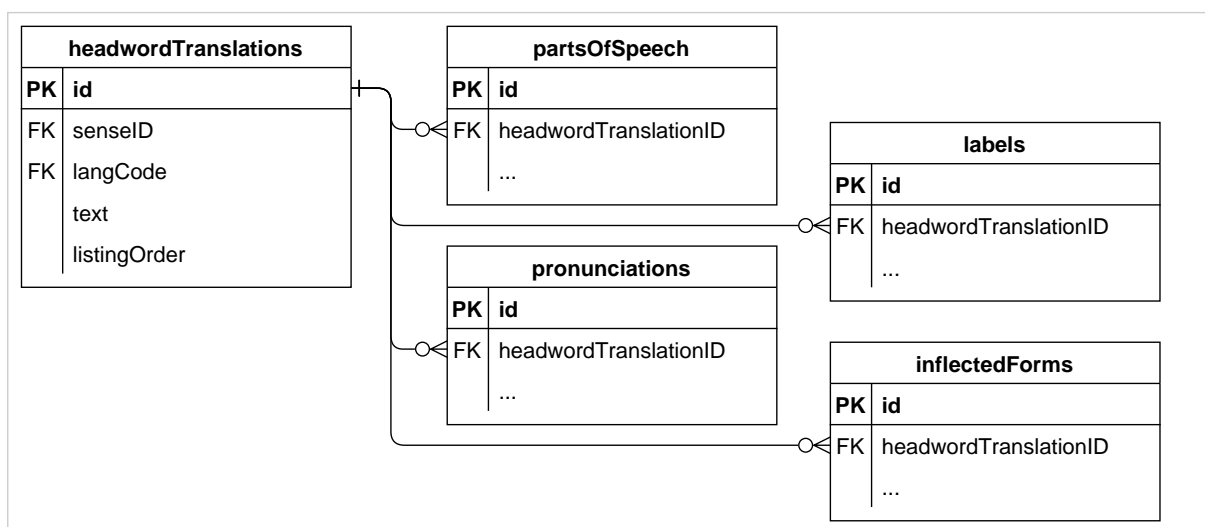 headwordTranslations
PK id
FK senseID
FK langCode
text
listingOrder
partsOfSpeech
PK id
FK headwordTranslationID
...
labels
PK id
FK headwordTranslationID
...
pronunciations
PK id
FK headwordTranslationID
...
inflectedForms
PK id
FK headwordTranslationID
...